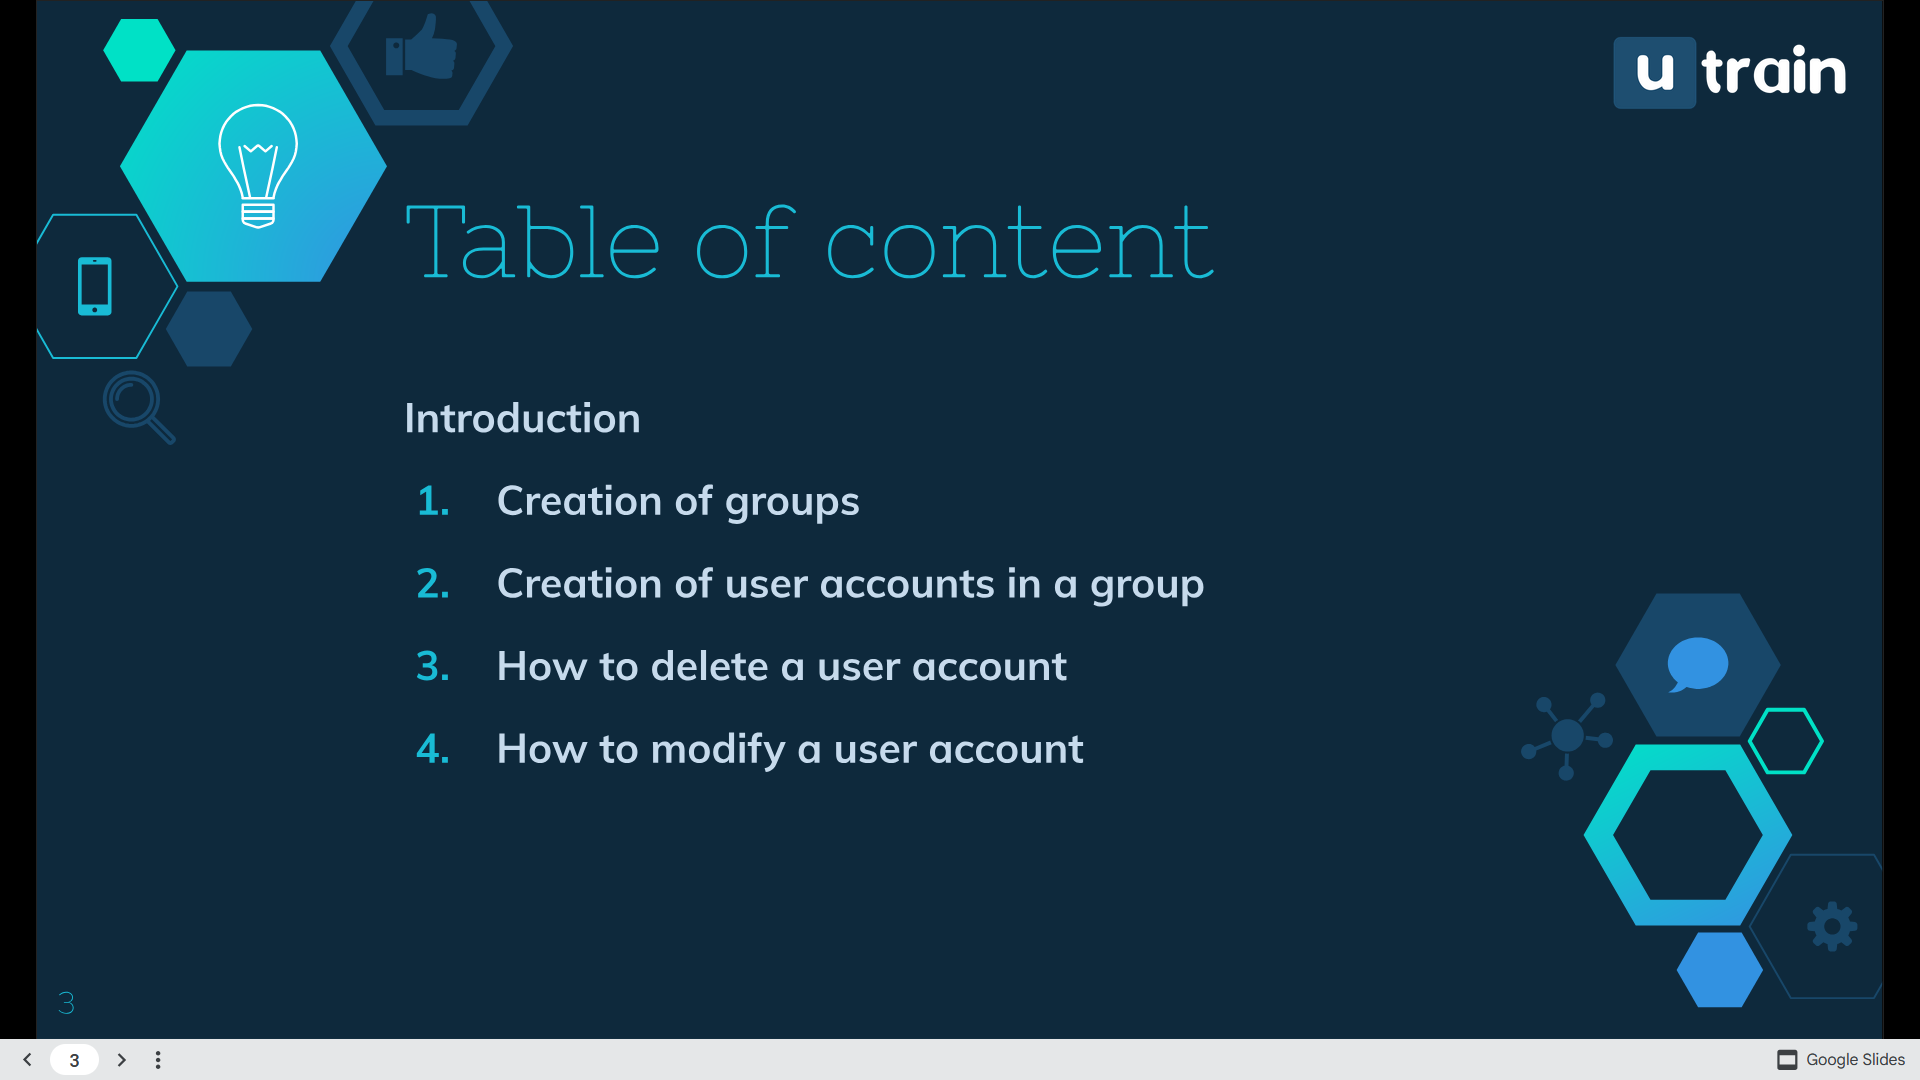 u train
Table of content
Introduction
1. Creation of groups
2. Creation of user accounts in a group
3. How to delete a user account
4. How to modify a user account
3
3
Google Slides